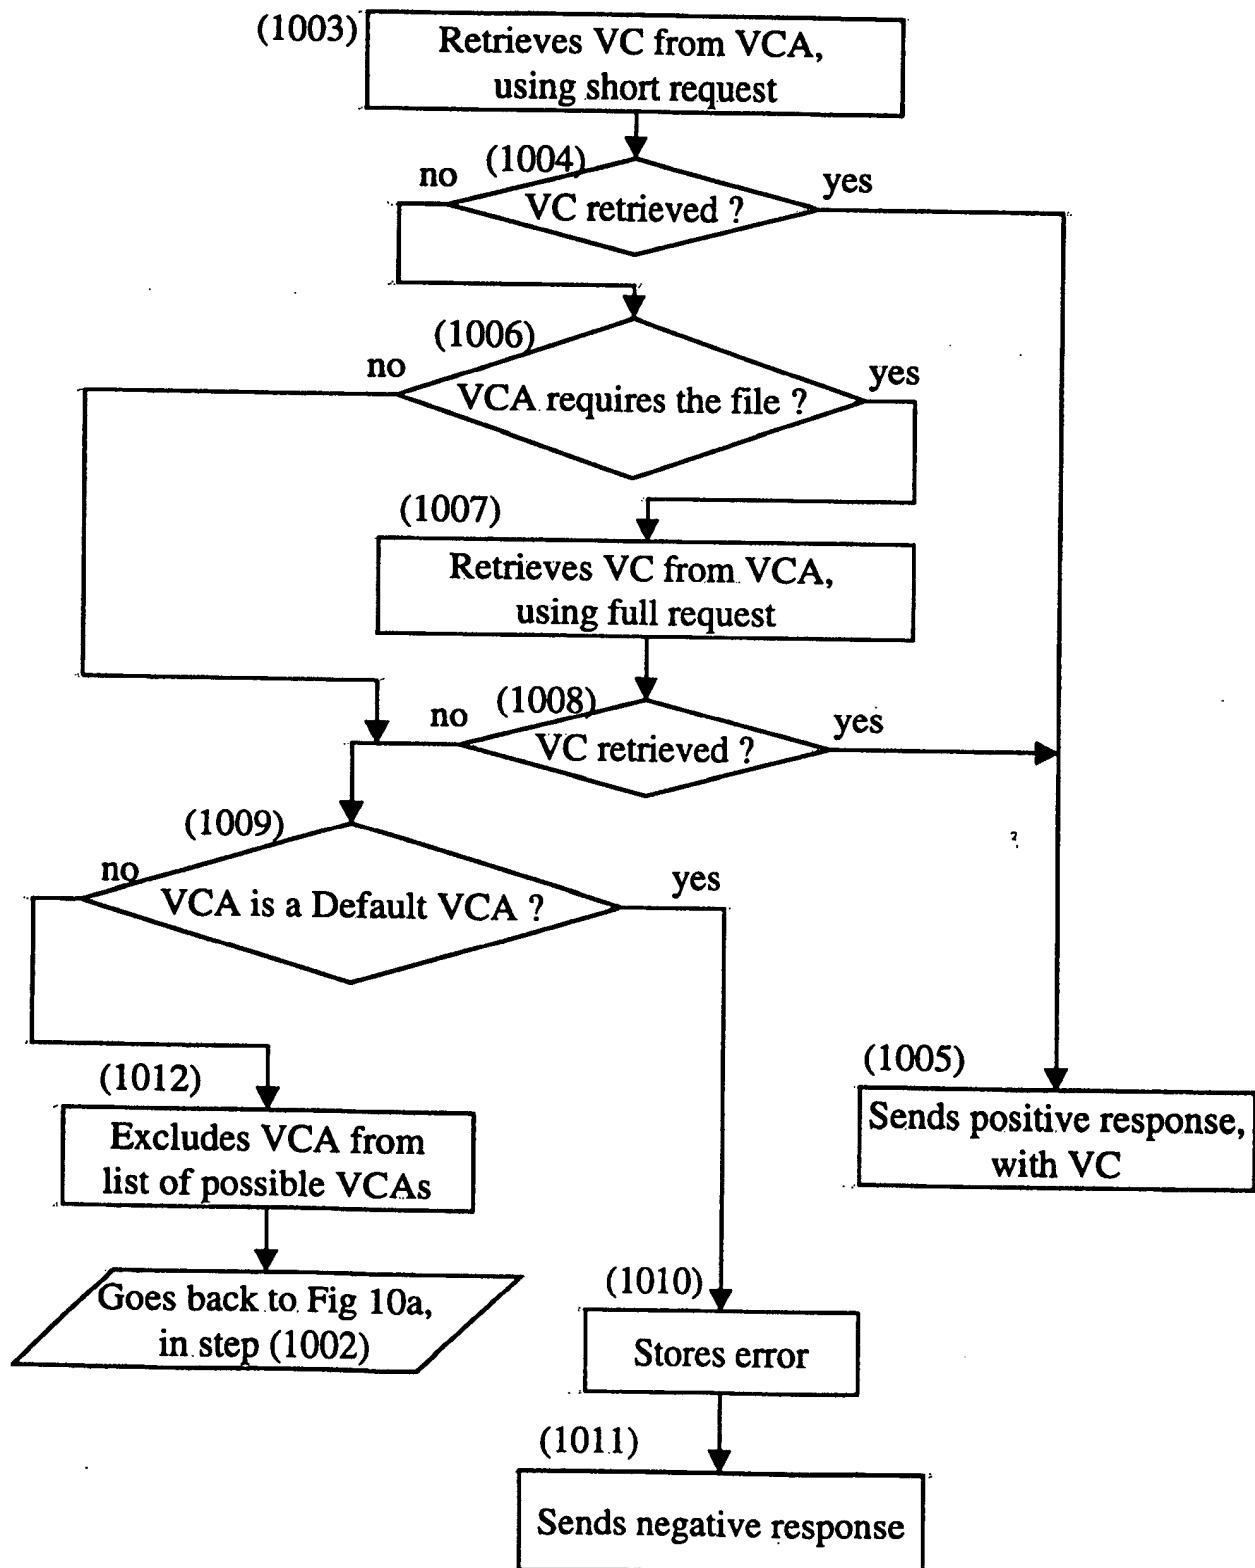 (1003)
Retrieves VC from VCA,
using short request
(1004)
no
yes
VC retrieved ?
(1006)
no
yes
VCA requires the file ?
(1007)
Retrieves VC from VCA,
using full request
(1008)
no
yes
VC retrieved ?
(1009)
no
yes
VCA is a Default VCA ?
(1012)
Excludes VCA from
list of possible VCAs
Goes back to Fig 10a,
in step (1002)
(1005)
Sends positive response,
with VC
(1010)
Stores error
(1011)
Sends negative response